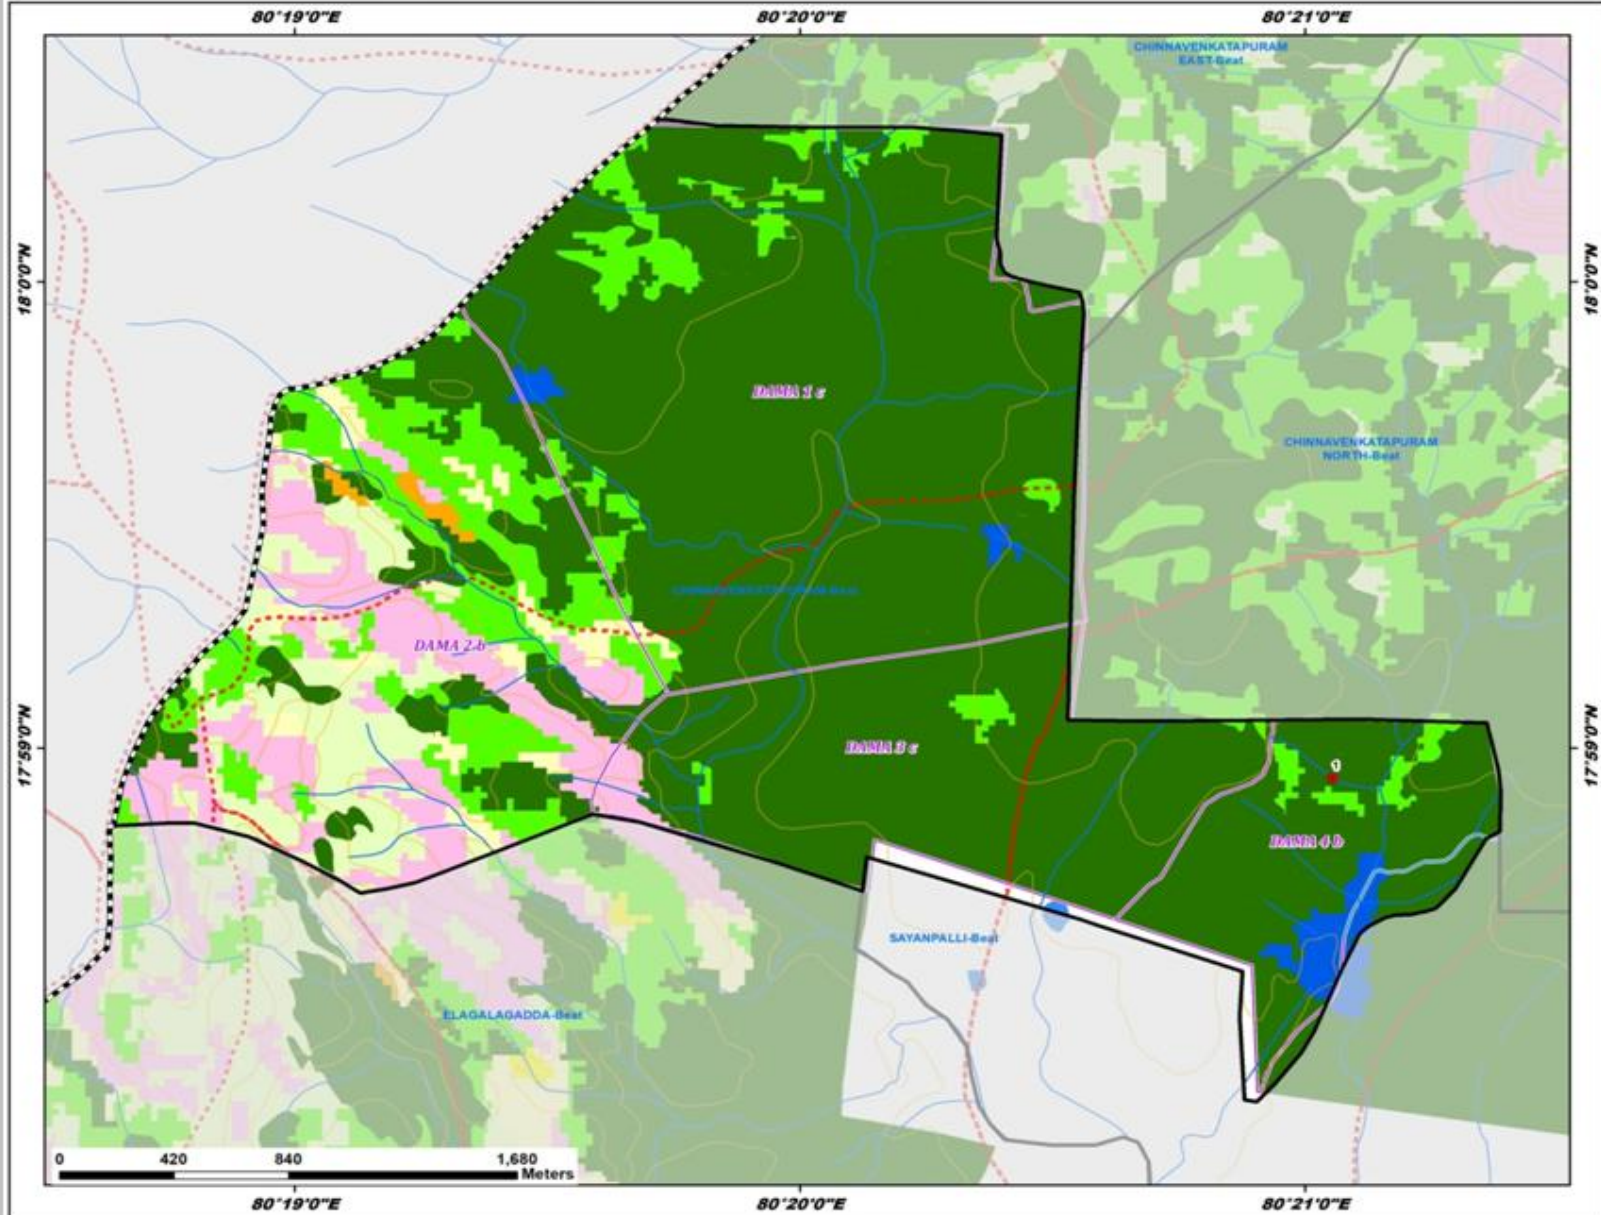 80°19'0"E
80°20'0"E
80°21'0"E
CHINNAVENKATAPURAM
EAST-Beat
18°0'0"N
18°0'0"N
DAMA 1 c
CHINNAVENKATAPURAM
NORTH-Beat
CHINNAVENKATAPURAM-Beat
DAMA 2 b
17°59'0"N
DAMA 3 c
17°59'0"N
1
DAMA 4 b
SAYANPALLI-Beat
ELAGALAGADDA-Beat
0 420 840 1,680
Meters
80°19'0"E
80°20'0"E
80°21'0"E